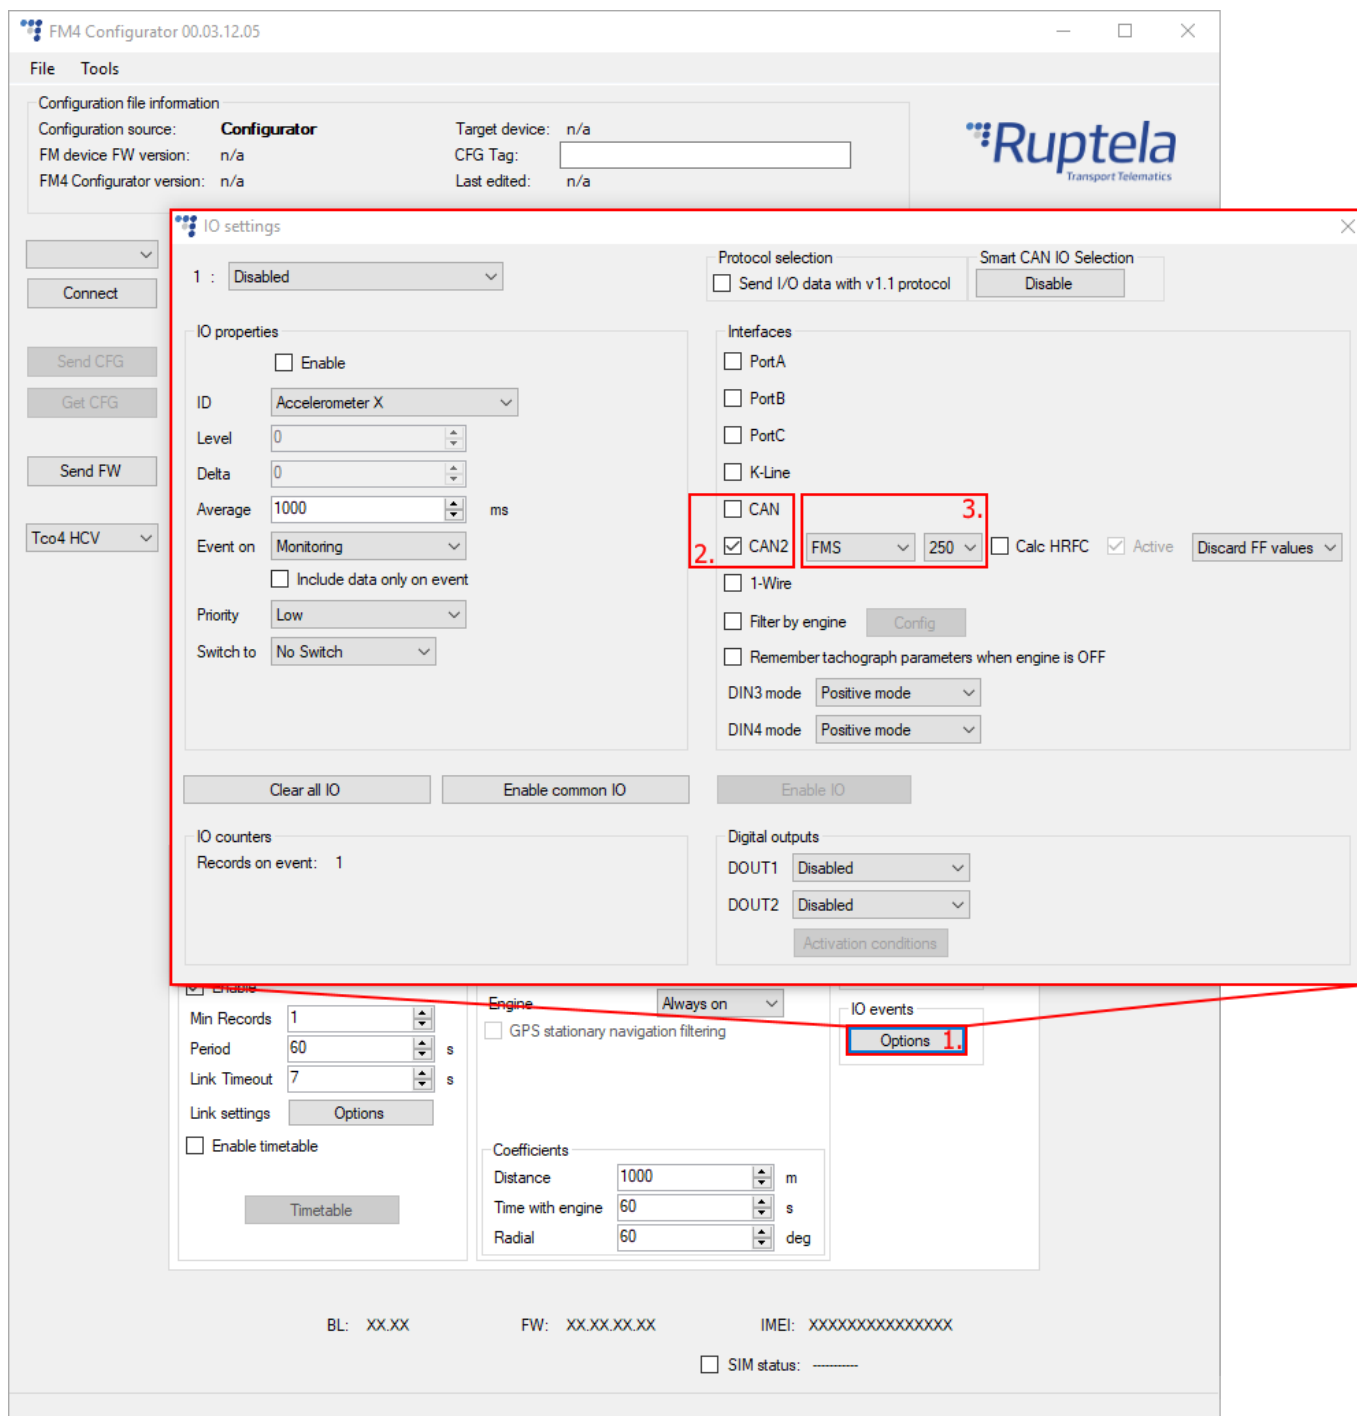 FM4 Configurator 00.03.12.05
File Tools
Configuration file information
Configuration source: Configurator Target device: n/a
FM device FW version: n/a CFG Tag:
FM4 Configurator version: n/a Last edited: n/a
Ruptela
Transport Telematics
IO settings
1 : Disabled
Protocol selection
Send I/O data with v1.1 protocol
Smart CAN IO Selection
Disable
Connect
Send CFG
Get CFG
Send FW
Tco4 HCV
IO properties
Enable
ID Accelerometer X
Level 0
Delta 0
Average 1000 ms
Event on Monitoring
Include data only on event
Priority Low
Switch to No Switch
Interfaces
PortA
PortB
PortC
K-Line
CAN 3.
2. CAN2 FMS 250 Calc HRFC Active Discard FF values
1-Wire
Filter by engine Config
Remember tachograph parameters when engine is OFF
DIN3 mode Positive mode
DIN4 mode Positive mode
Clear all IO Enable common IO Enable IO
IO counters
Records on event: 1
Digital outputs
DOUT1 Disabled
DOUT2 Disabled
Activation conditions
Enable
Min Records 1
Period 60 s
Link Timeout 7 s
Link settings Options
Enable timetable
Timetable
Engine Always on
GPS stationary navigation filtering
Coefficients
Distance 1000 m
Time with engine 60 s
Radial 60 deg
IO events
Options 1.
BL: XX.XX FW: XX.XX.XX.XX IMEI: XXXXXXXXXXXXXXX
SIM status: -----------